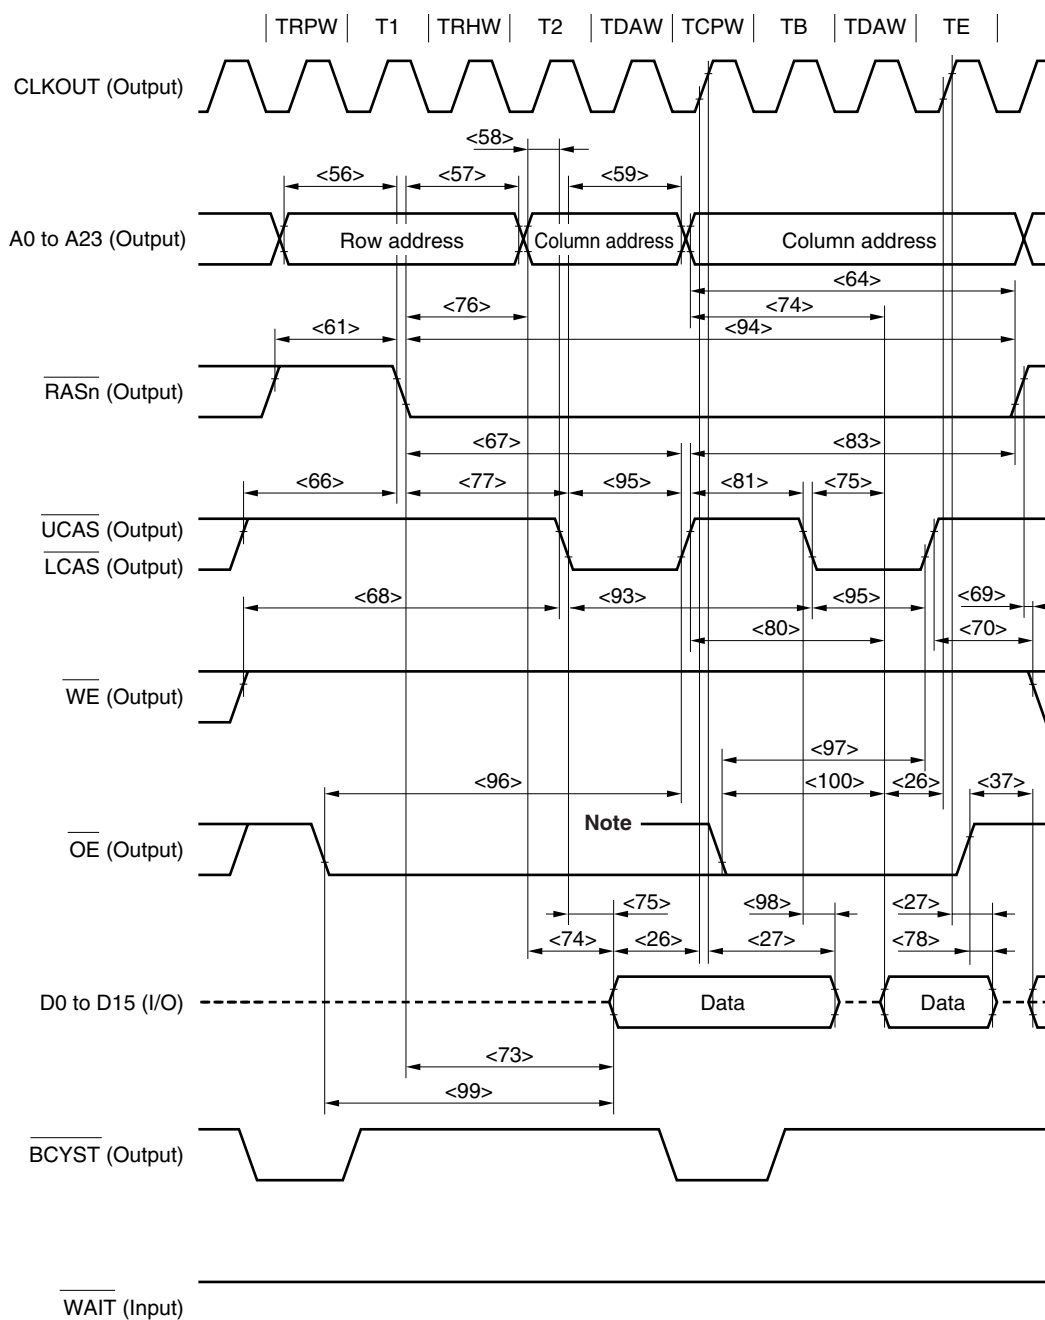 TRPW T1 TRHW T2 TDAW TCPW TB TDAW TE
CLKOUT (Output)
<58>
<56> <57> <59>
A0 to A23 (Output) Row address Column address Column address
<64>
<76> <74>
<61> <94>
RASn (Output)
<67> <83>
<66> <77> <95> <81> <75>
UCAS (Output)
LCAS (Output)
<68> <93> <95> <69>
<80> <70>
WE (Output)
<97>
<96> <100> <26> <37>
Note
OE (Output)
<75> <98> <27>
<74> <26> <27> <78>
D0 to D15 (I/O) Data Data
<73>
<99>
BCYST (Output)
WAIT (Input)